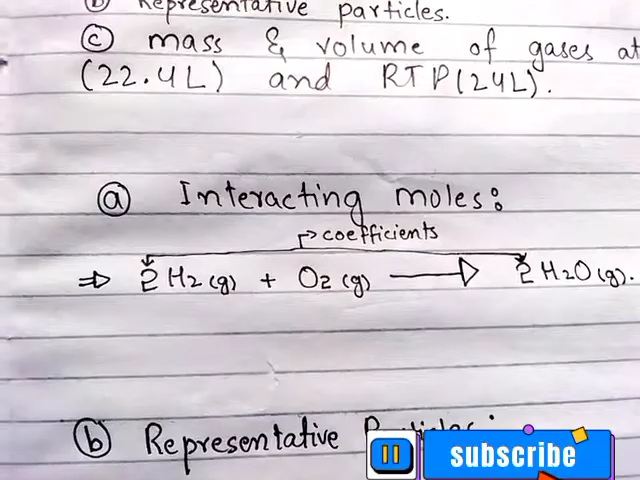 ⓑ Representative particles.
ⓒ mass & volume of gases at
(22.4L) and RTP(24L).
ⓐ Interacting moles:
coefficients
⇒ 2H2(g) + O2(g) → 2H2O(g).
ⓑ Representative Particles:
subscribe